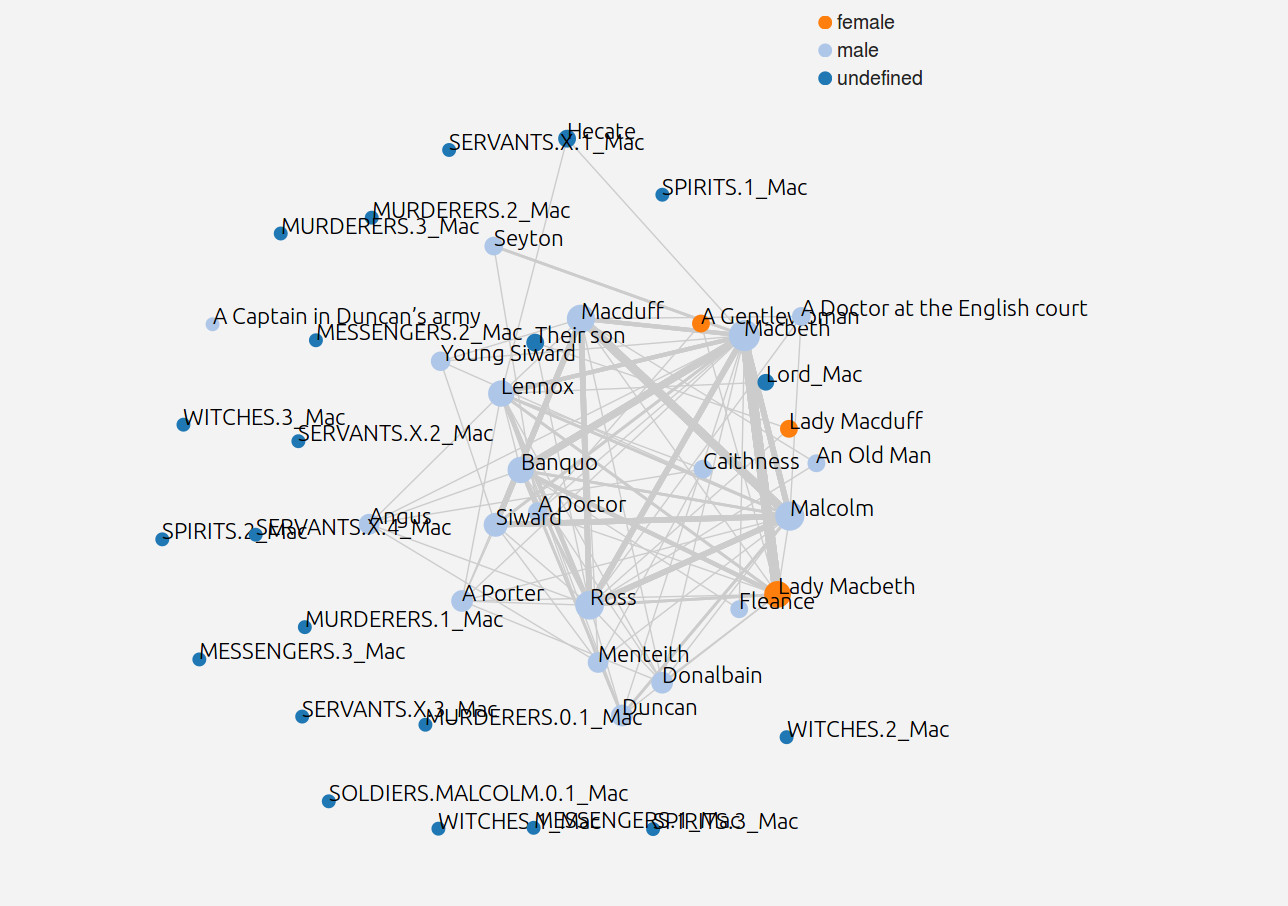 female
male
undefined
Hecate
SERVANTS.X.1_Mac
SPIRITS.1_Mac
MURDERERS.2_Mac
MURDERERS.3_Mac
Seyton
A Captain in Duncan’s army
Macduff
A Gentlewoman
A Doctor at the English court
Macbeth
MESSENGERS.2_Mac
Their son
Young Siward
Lennox
Lord_Mac
WITCHES.3_Mac
SERVANTS.X.2_Mac
Lady Macduff
Banquo
Caithness
An Old Man
A Doctor
Malcolm
Angus
Siward
SERVANTS.X.4_Mac
SPIRITS.2_Mac
A Porter
Ross
Lady Macbeth
Fleance
MURDERERS.1_Mac
MESSENGERS.3_Mac
Menteith
Donalbain
SERVANTS.X.3_Mac
Duncan
MURDERERS.0.1_Mac
WITCHES.2_Mac
SOLDIERS.MALCOLM.0.1_Mac
WITCHES.1_Mac
MESSENGERS.1_Mac
SPIRITS.3_Mac